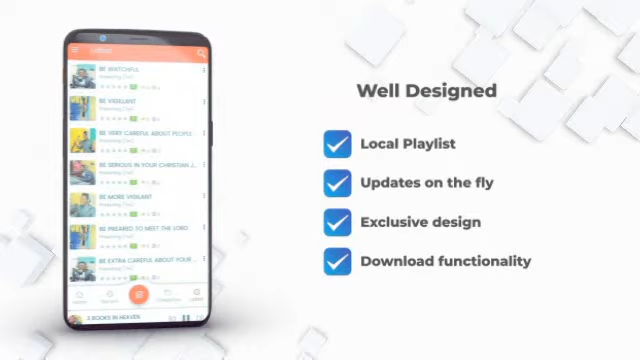 Latest
BE WATCHFUL
BE VIGILANT
BE VERY CAREFUL ABOUT PEOPLE
BE SERIOUS IN YOUR CHRISTIAN J...
BE MORE VIGILANT
BE PREPARED TO MEET THE LORD
BE EXTRA CAREFUL ABOUT YOUR ...
3 BOOKS IN HEAVEN
Well Designed
Local Playlist
Updates on the fly
Exclusive design
Download functionality